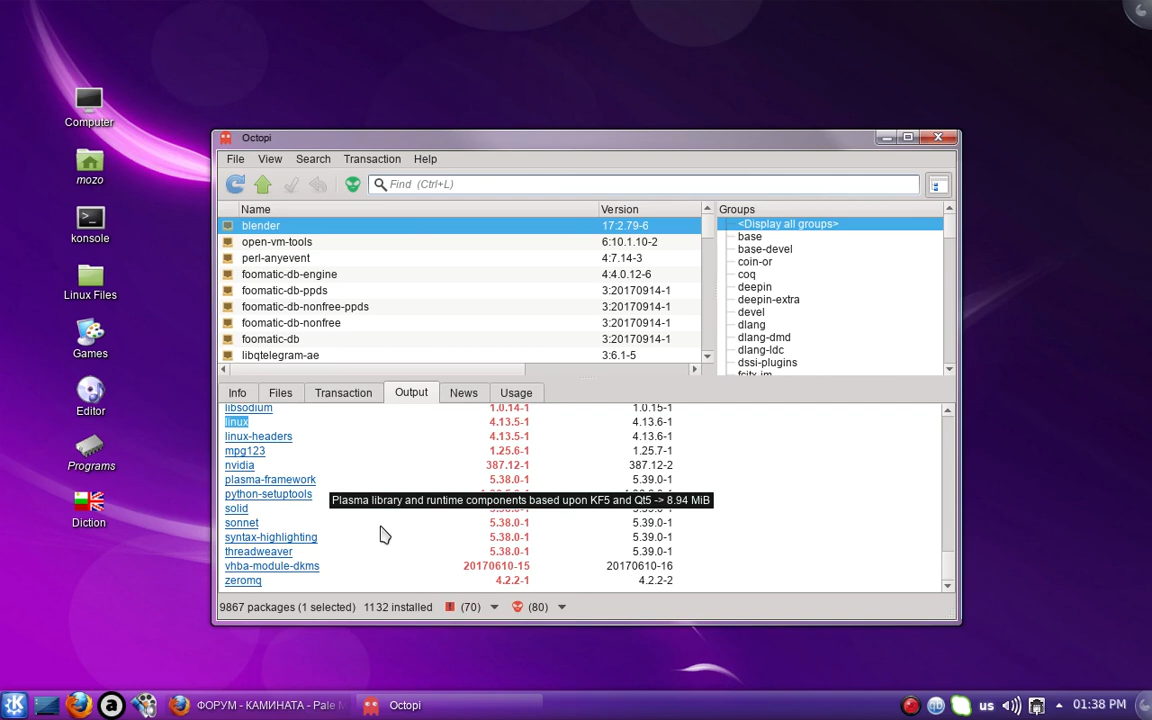 Computer
mozo
konsole
Linux Files
Games
Editor
Programs
Diction
Octopi
File View Search Transaction Help
Find (Ctrl+L)
Name Version
blender 17:2.79-6
open-vm-tools 6:10.1.10-2
perl-anyevent 4:7.14-3
foomatic-db-engine 4:4.0.12-6
foomatic-db-ppds 3:20170914-1
foomatic-db-nonfree-ppds 3:20170914-1
foomatic-db-nonfree 3:20170914-1
foomatic-db 3:20170914-1
libqtelegram-ae 3:6.1-5
Groups
<Display all groups>
base
base-devel
coin-or
coq
deepin
deepin-extra
devel
dlang
dlang-dmd
dlang-ldc
dssi-plugins
fcitx-im
Info Files Transaction Output News Usage
libsodium 1.0.14-1 1.0.15-1
linux 4.13.5-1 4.13.6-1
linux-headers 4.13.5-1 4.13.6-1
mpg123 1.25.6-1 1.25.7-1
nvidia 387.12-1 387.12-2
plasma-framework 5.38.0-1 5.39.0-1
python-setuptools
Plasma library and runtime components based upon KF5 and Qt5 -> 8.94 MiB
solid 5.38.0-1 5.39.0-1
sonnet 5.38.0-1 5.39.0-1
syntax-highlighting 5.38.0-1 5.39.0-1
threadweaver 5.38.0-1 5.39.0-1
vhba-module-dkms 20170610-15 20170610-16
zeromq 4.2.2-1 4.2.2-2
9867 packages (1 selected) 1132 installed (70) (80)
ФОРУМ - КАМИНАТА - Pale Octopi us 01:38 PM